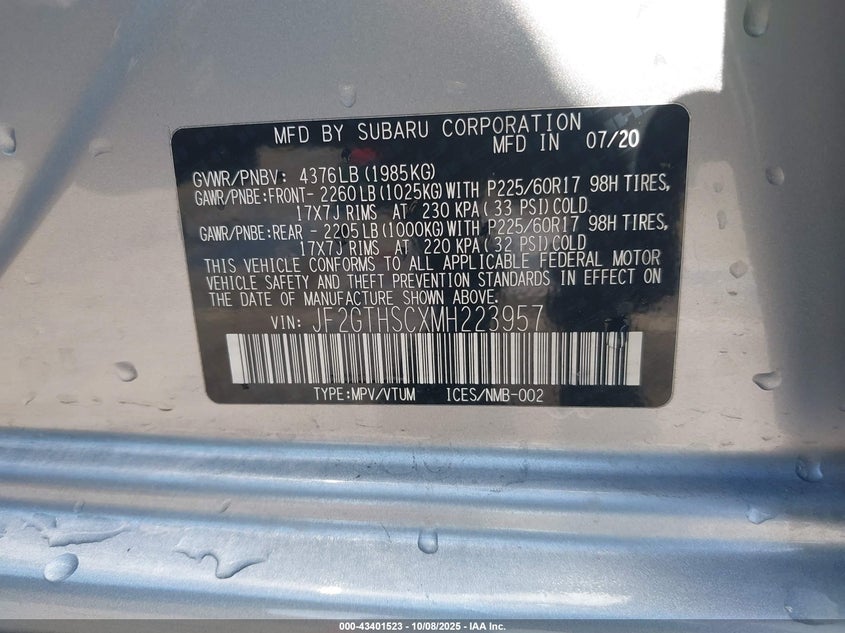 MFD BY SUBARU CORPORATION
MFD IN 07/20
GVWR/PNBV: 4376LB(1985KG)
GAWR/PNBE:FRONT- 2260LB(1025KG)WITH P225/60R17 98H TIRES,
17X7J RIMS AT 230 KPA(33 PSI)COLD
GAWR/PNBE:REAR - 2205LB(1000KG)WITH P225/60R17 98H TIRES,
17X7J RIMS AT 220 KPA(32 PSI)COLD
THIS VEHICLE CONFORMS TO ALL APPLICABLE FEDERAL MOTOR
VEHICLE SAFETY AND THEFT PREVENTION STANDARDS IN EFFECT ON
THE DATE OF MANUFACTURE SHOWN ABOVE.
VIN: JF2GTHSCXMH223957
TYPE:MPV/VTUM ICES/NMB-002
000-43401523 - 10/08/2025 - IAA Inc.